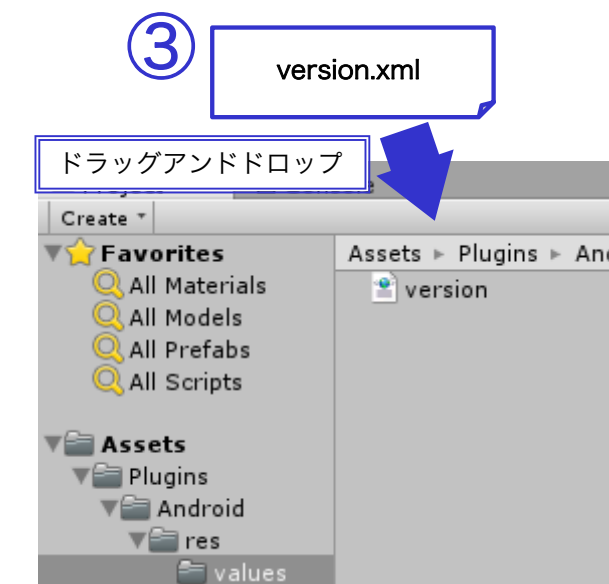 ③
version.xml
ドラッグアンドドロップ
Create
Favorites
All Materials
All Models
All Prefabs
All Scripts
Assets
Plugins
Android
res
values
Assets ▸ Plugins ▸
version